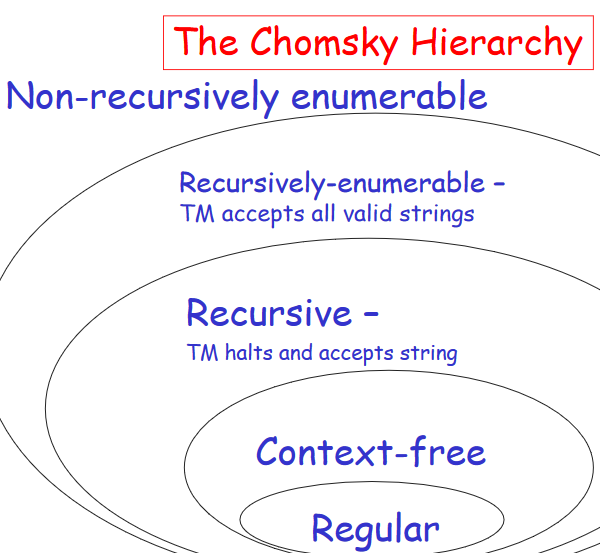 The Chomsky Hierarchy
Non-recursively enumerable
Recursively-enumerable –
TM accepts all valid strings
Recursive –
TM halts and accepts string
Context-free
Regular